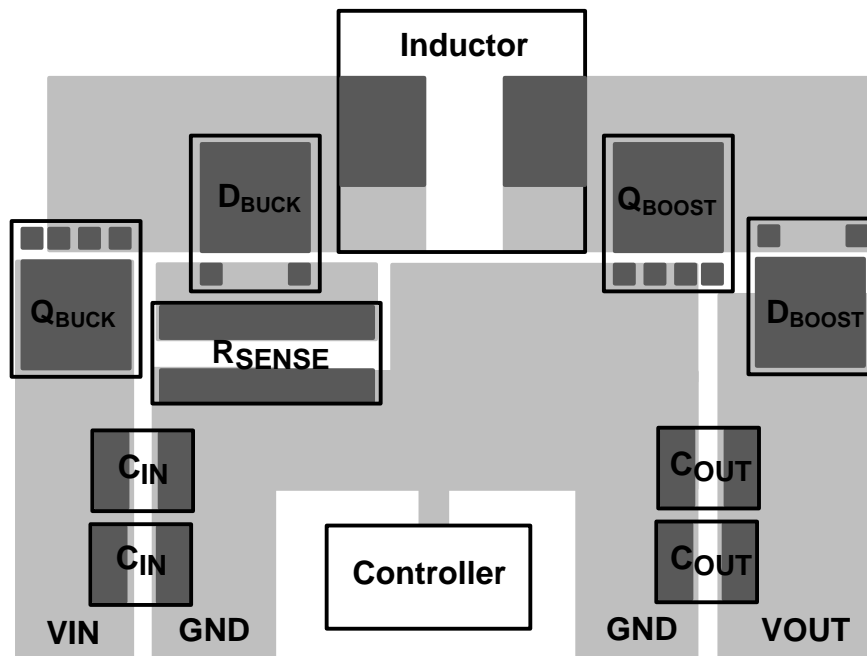 Inductor
DBUCK
QBOOST
QBUCK
DBOOST
RSENSE
CIN
COUT
CIN
COUT
Controller
VIN
GND
GND
VOUT